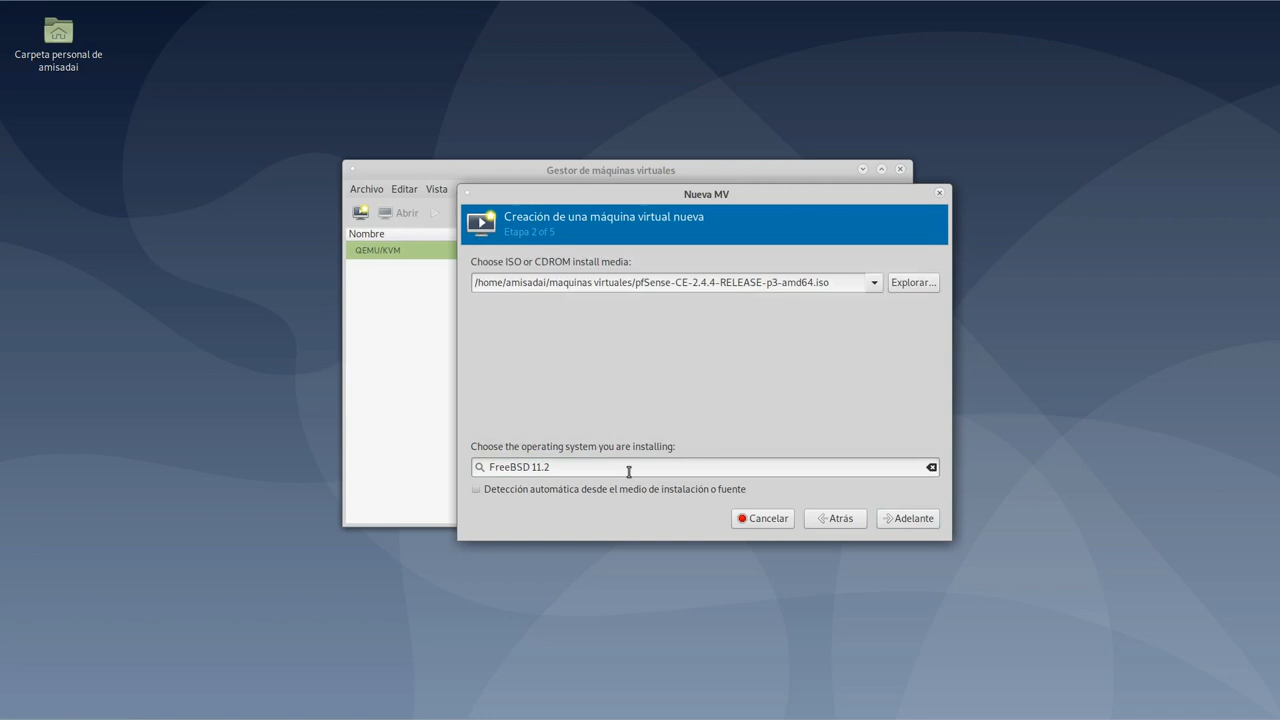 Carpeta personal de
amisadai
Gestor de máquinas virtuales
Archivo Editar Vista
Abrir
Nombre
QEMU/KVM
Nueva MV
Creación de una máquina virtual nueva
Etapa 2 of 5
Choose ISO or CDROM install media:
/home/amisadai/maquinas virtuales/pfSense-CE-2.4.4-RELEASE-p3-amd64.iso
Explorar...
Choose the operating system you are installing:
FreeBSD 11.2
Detección automática desde el medio de instalación o fuente
Cancelar Atrás Adelante